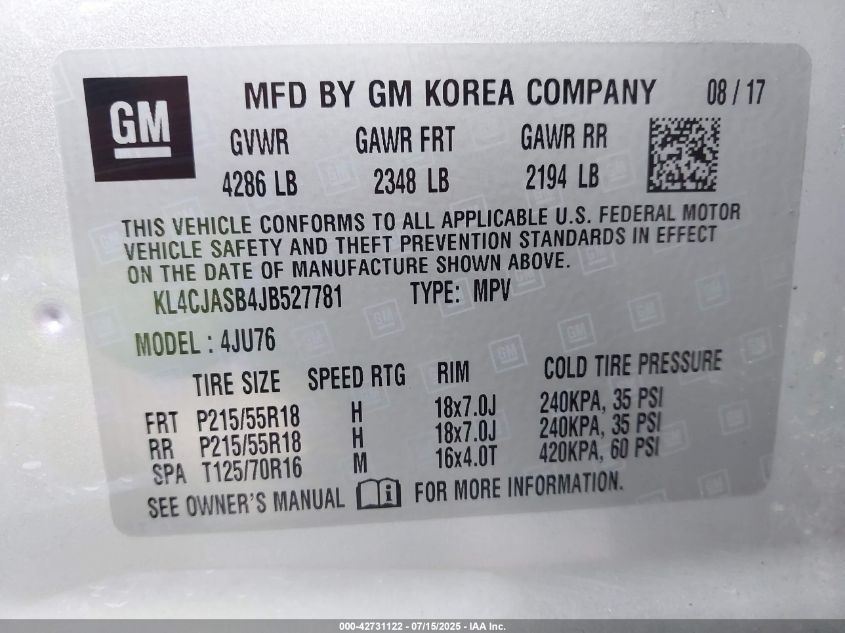 GM
MFD BY GM KOREA COMPANY 08 / 17
GVWR GAWR FRT GAWR RR
4286 LB 2348 LB 2194 LB
THIS VEHICLE CONFORMS TO ALL APPLICABLE U.S. FEDERAL MOTOR
VEHICLE SAFETY AND THEFT PREVENTION STANDARDS IN EFFECT
ON THE DATE OF MANUFACTURE SHOWN ABOVE.
KL4CJASB4JB527781 TYPE: MPV
MODEL : 4JU76
TIRE SIZE SPEED RTG RIM COLD TIRE PRESSURE
FRT P215/55R18 H 18x7.0J 240KPA, 35 PSI
RR P215/55R18 H 18x7.0J 240KPA, 35 PSI
SPA T125/70R16 M 16x4.0T 420KPA, 60 PSI
SEE OWNER'S MANUAL i FOR MORE INFORMATION.
000-42731122 - 07/15/2025 - IAA Inc.